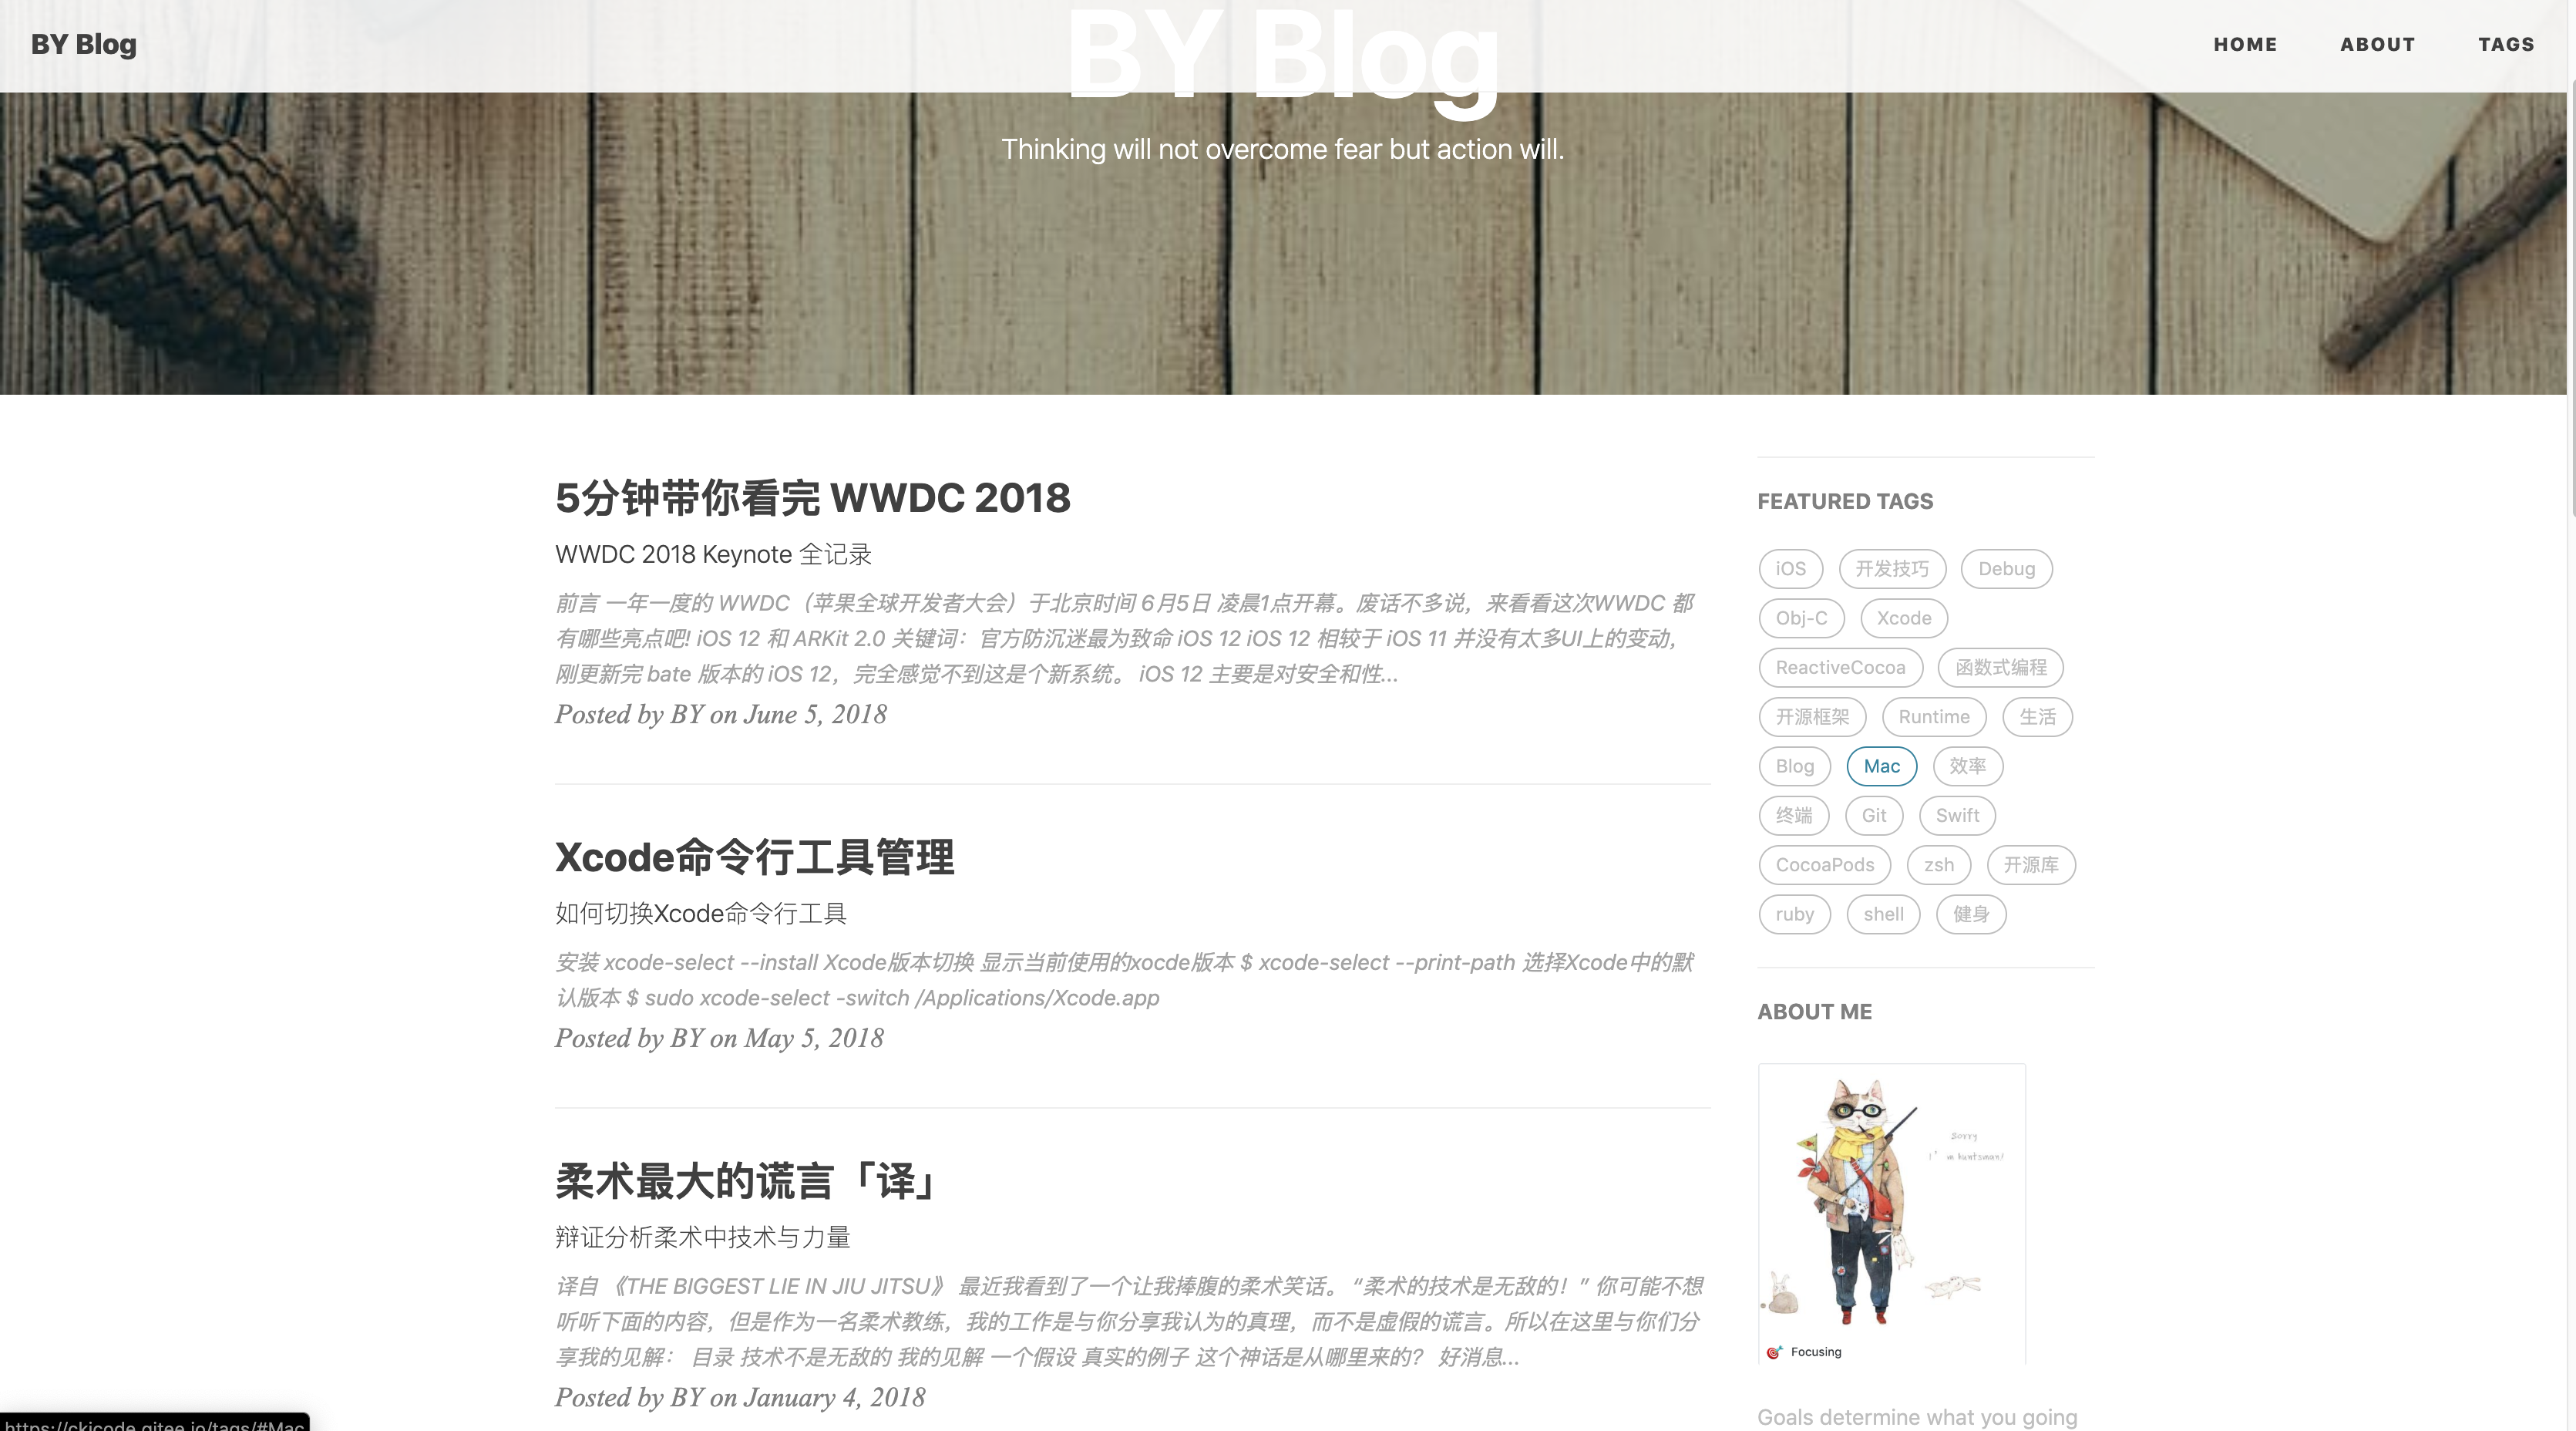 BY Blog
HOME ABOUT TAGS
BY Blog
Thinking will not overcome fear but action will.
5分钟带你看完 WWDC 2018
WWDC 2018 Keynote 全记录
前言 一年一度的 WWDC（苹果全球开发者大会）于北京时间 6月5日 凌晨1点开幕。废话不多说，来看看这次WWDC 都
有哪些亮点吧! iOS 12 和 ARKit 2.0 关键词：官方防沉迷最为致命 iOS 12 iOS 12 相较于 iOS 11 并没有太多UI上的变动，
刚更新完 bate 版本的 iOS 12，完全感觉不到这是个新系统。 iOS 12 主要是对安全和性...
Posted by BY on June 5, 2018
Xcode命令行工具管理
如何切换Xcode命令行工具
安装 xcode-select --install Xcode版本切换 显示当前使用的xocde版本 $ xcode-select --print-path 选择Xcode中的默
认版本 $ sudo xcode-select -switch /Applications/Xcode.app
Posted by BY on May 5, 2018
柔术最大的谎言「译」
辩证分析柔术中技术与力量
译自 《THE BIGGEST LIE IN JIU JITSU》 最近我看到了一个让我捧腹的柔术笑话。 “柔术的技术是无敌的！” 你可能不想
听听下面的内容，但是作为一名柔术教练，我的工作是与你分享我认为的真理，而不是虚假的谎言。所以在这里与你们分
享我的见解： 目录 技术不是无敌的 我的见解 一个假设 真实的例子 这个神话是从哪里来的？ 好消息...
Posted by BY on January 4, 2018
FEATURED TAGS
iOS 开发技巧 Debug
Obj-C Xcode
ReactiveCocoa 函数式编程
开源框架 Runtime 生活
Blog Mac 效率
终端 Git Swift
CocoaPods zsh 开源库
ruby shell 健身
ABOUT ME
Sorry
I'm huntsman!
Focusing
Goals determine what you going
https://ckicode.gitee.io/tags/#Mac